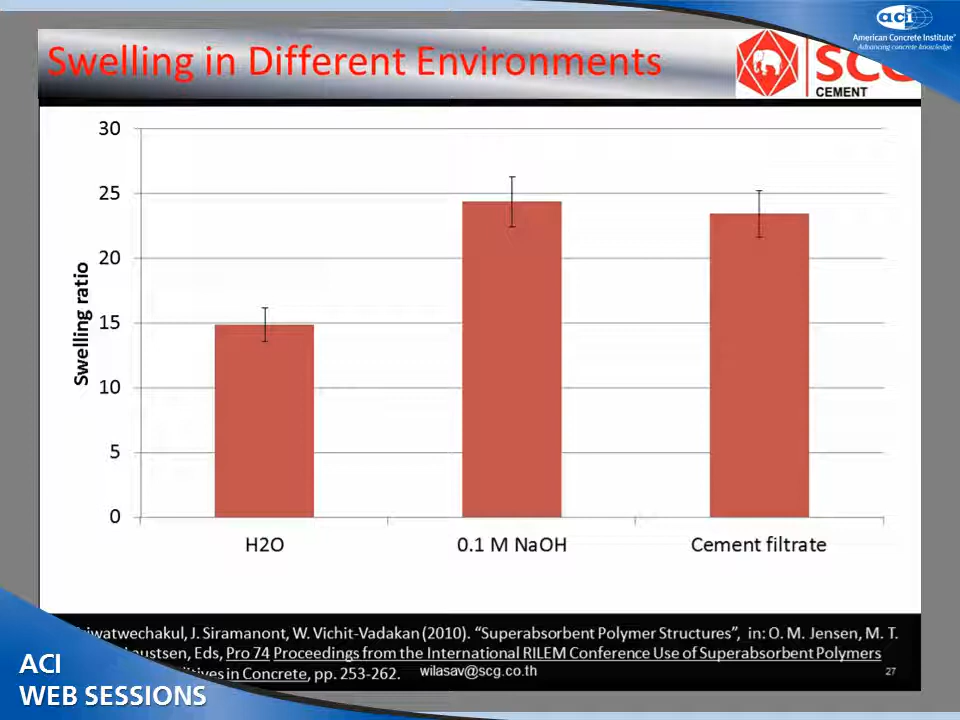 aci
American Concrete Institute®
Advancing concrete knowledge
Swelling in Different Environments
CEMENT
30
25
20
15
10
5
0
Swelling ratio
H2O
0.1 M NaOH
Cement filtrate
J. Siramanont, W. Vichit-Vadakan (2010). “Superabsorbent Polymer Structures”, in: O. M. Jensen, M. T.
Eds, Pro 74 Proceedings from the International RILEM Conference Use of Superabsorbent Polymers
in Concrete, pp. 253-262. wilasav@scg.co.th
27
ACI
WEB SESSIONS